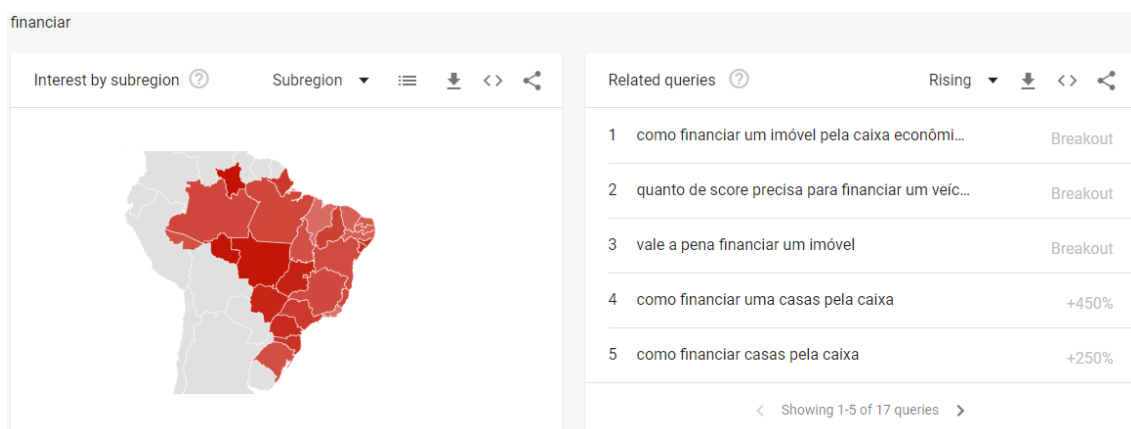 financiar
Interest by subregion
Subregion
Related queries
Rising
1 como financiar um imóvel pela caixa econômi... Breakout
2 quanto de score precisa para financiar um veíc... Breakout
3 vale a pena financiar um imóvel Breakout
4 como financiar uma casas pela caixa +450%
5 como financiar casas pela caixa +250%
Showing 1-5 of 17 queries